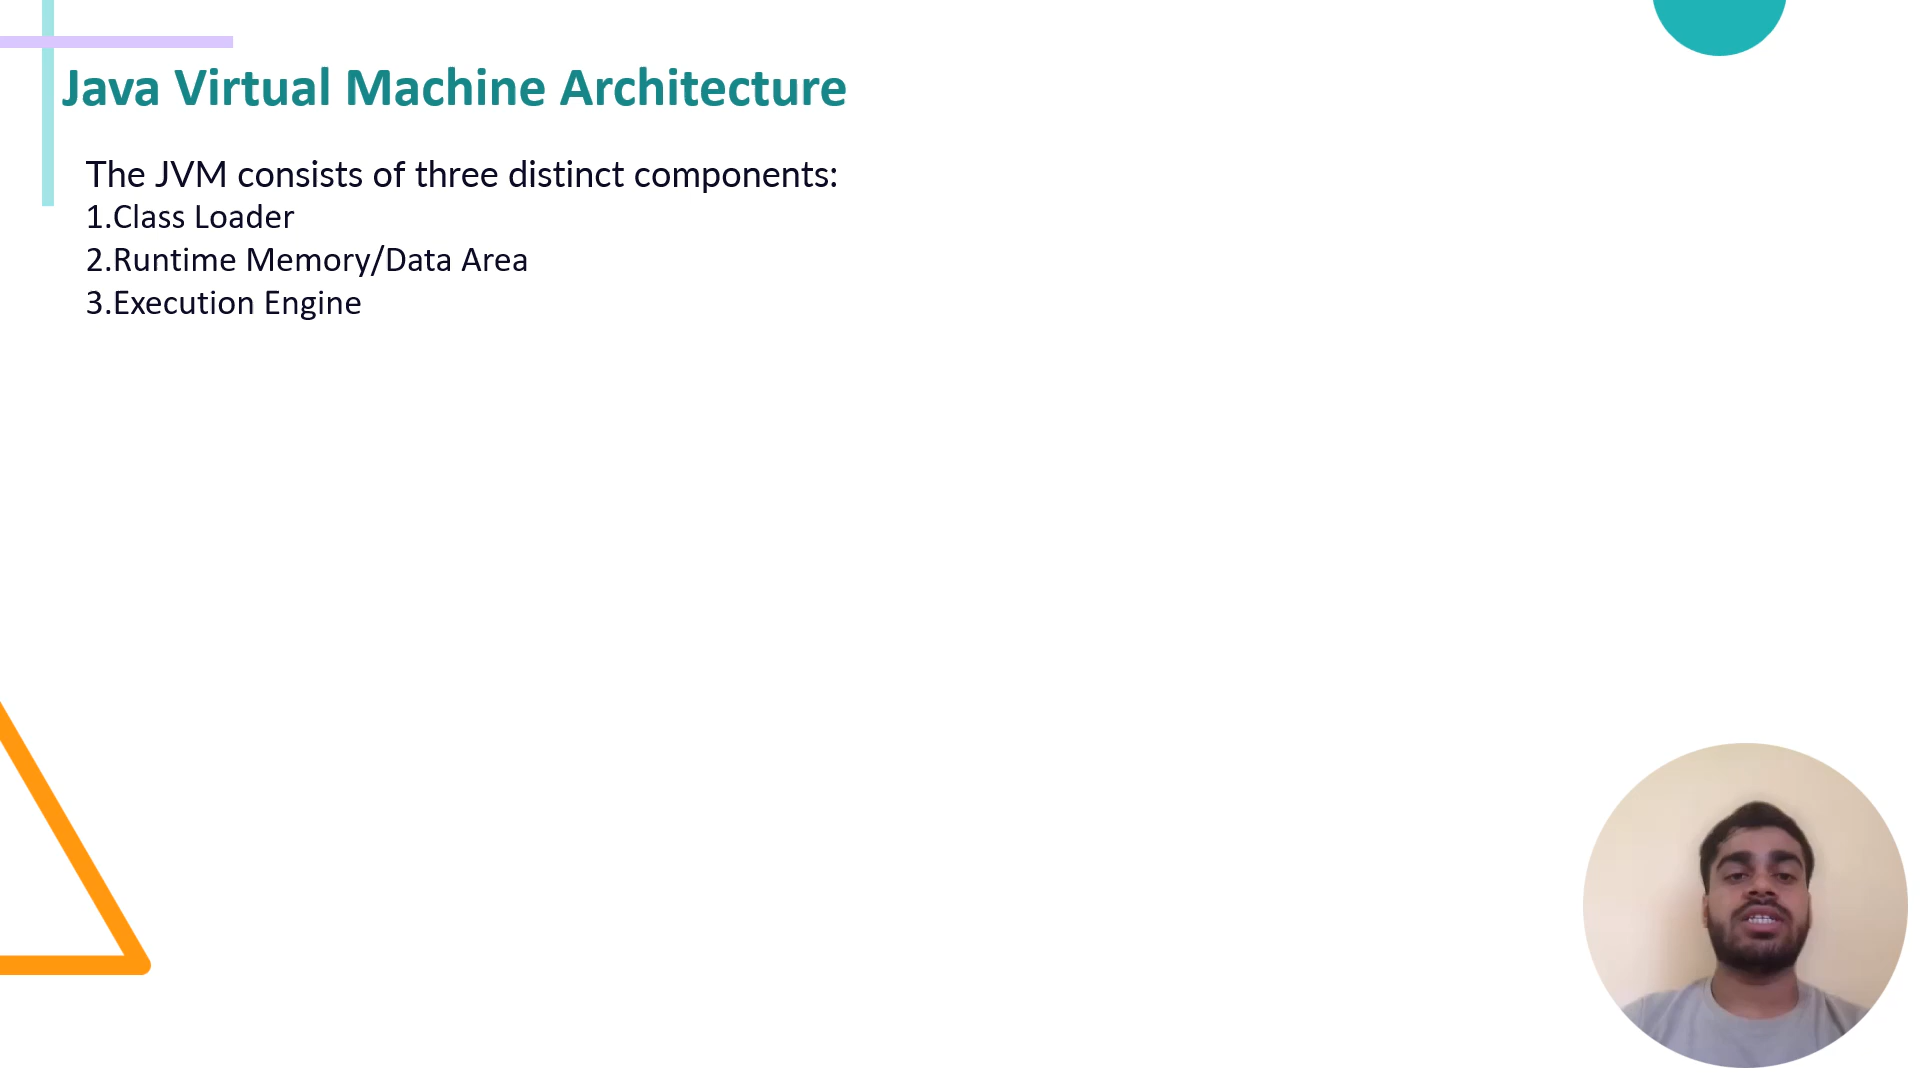 Java Virtual Machine Architecture
The JVM consists of three distinct components:
1.Class Loader
2.Runtime Memory/Data Area
3.Execution Engine